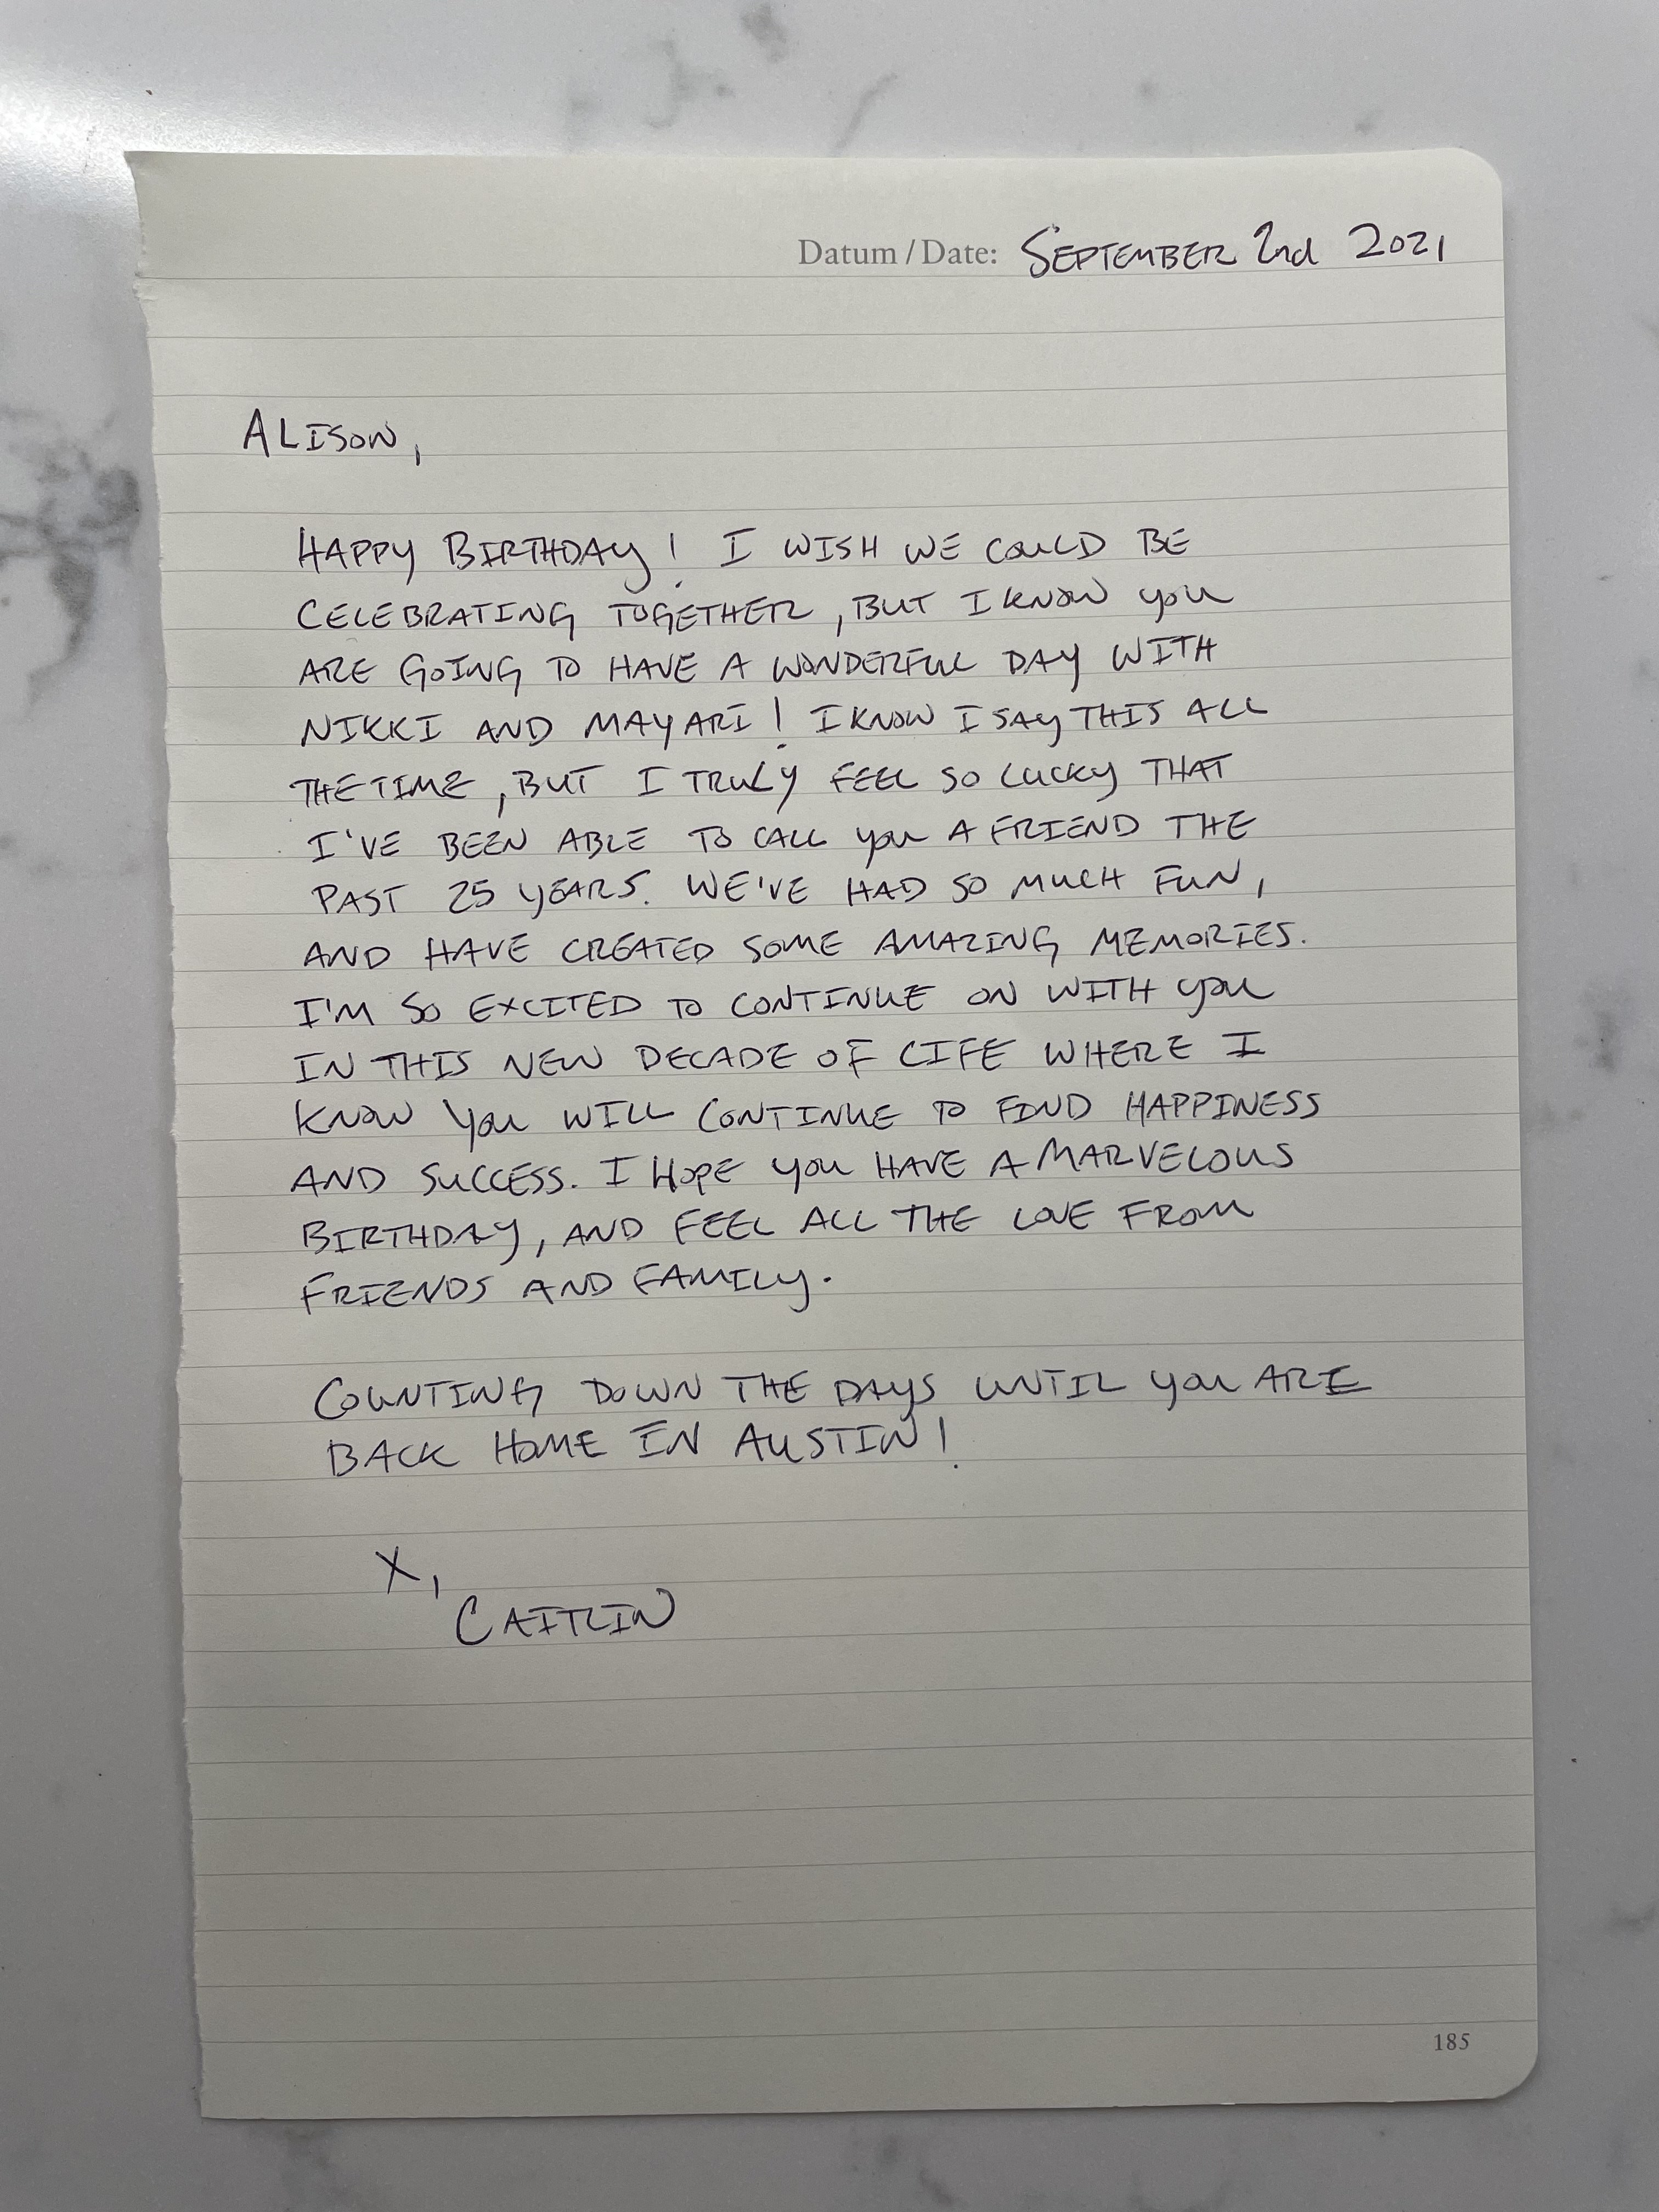 Datum / Date: SEPTEMBER 2nd 2021
ALISON,
HAPPY BIRTHDAY! I WISH WE COULD BE
CELEBRATING TOGETHER, BUT I KNOW YOU
ARE GOING TO HAVE A WONDERFUL DAY WITH
NIKKI AND MAYARI! I KNOW I SAY THIS ALL
THE TIME, BUT I TRULY FEEL SO LUCKY THAT
I'VE BEEN ABLE TO CALL YOU A FRIEND THE
PAST 25 YEARS. WE'VE HAD SO MUCH FUN,
AND HAVE CREATED SOME AMAZING MEMORIES.
I'M SO EXCITED TO CONTINUE ON WITH YOU
IN THIS NEW DECADE OF LIFE WHERE I
KNOW YOU WILL CONTINUE TO FIND HAPPINESS
AND SUCCESS. I HOPE YOU HAVE A MARVELOUS
BIRTHDAY, AND FEEL ALL THE LOVE FROM
FRIENDS AND FAMILY.
COUNTING DOWN THE DAYS UNTIL YOU ARE
BACK HOME IN AUSTIN!
X,
CAITLIN
185